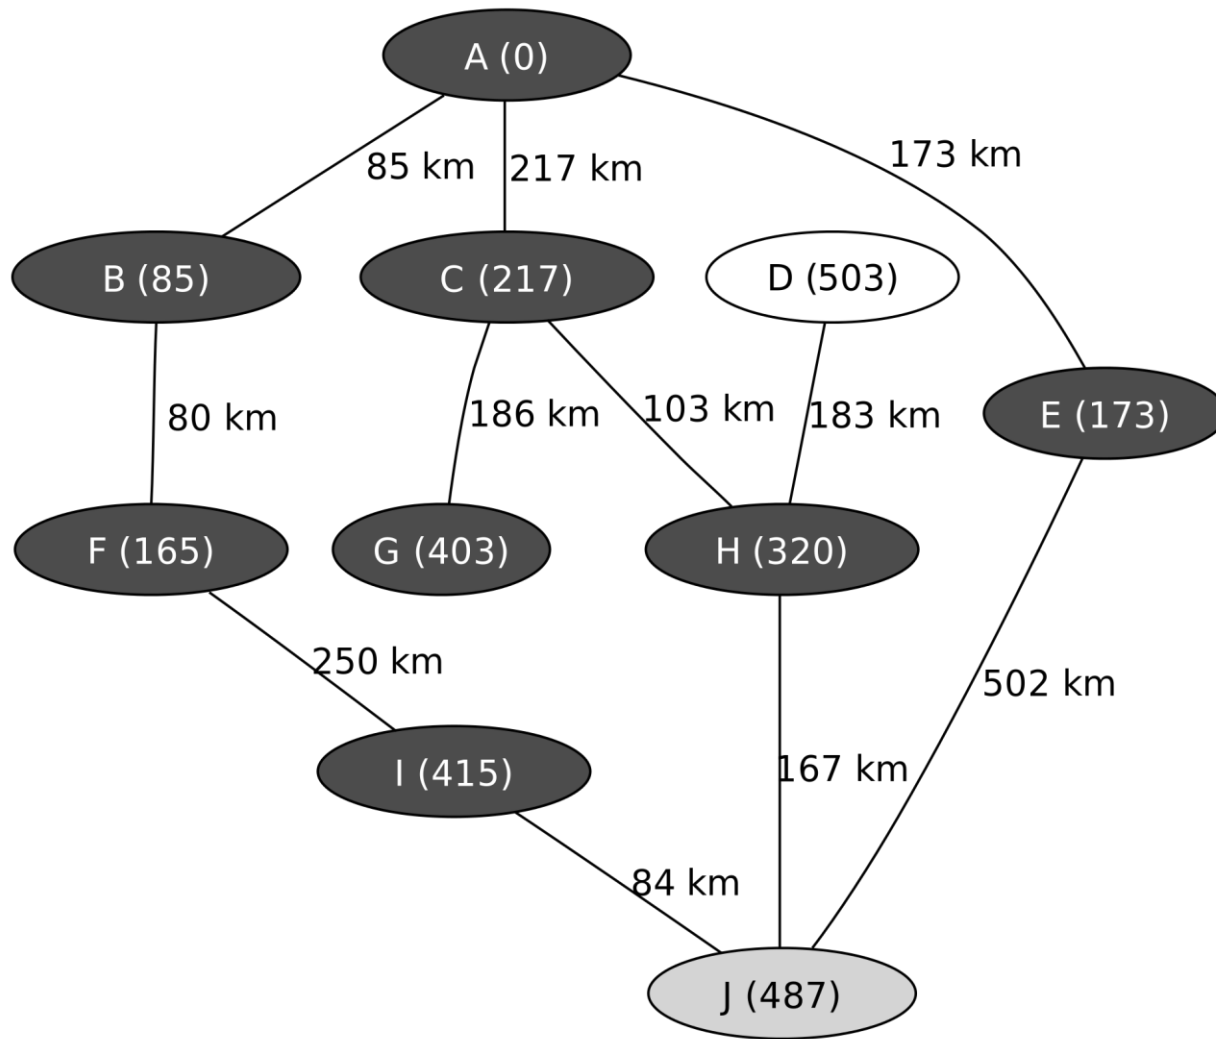 A (0)
173 km
85 km
217 km
B (85)
C (217)
D (503)
E (173)
80 km
186 km
103 km
183 km
F (165)
G (403)
H (320)
250 km
502 km
I (415)
167 km
84 km
J (487)